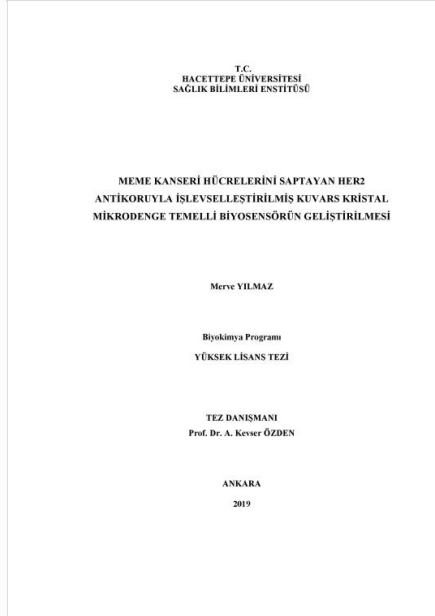 T.C.
HACETTEPE ÜNİVERSİTESİ
SAĞLIK BİLİMLERİ ENSTİTÜSÜ
MEME KANSERİ HÜCRELERİNİ SAPTAYAN HER2
ANTİKORUYLA İŞLEVSELLEŞTİRİLMİŞ KUVARS KRİSTAL
MİKRODENGE TEMELLİ BİYOSENSÖRÜN GELİŞTİRİLMESİ
Merve YILMAZ
Biyokimya Programı
YÜKSEK LİSANS TEZİ
TEZ DANIŞMANI
Prof. Dr. A. Kevser ÖZDEN
ANKARA
2019